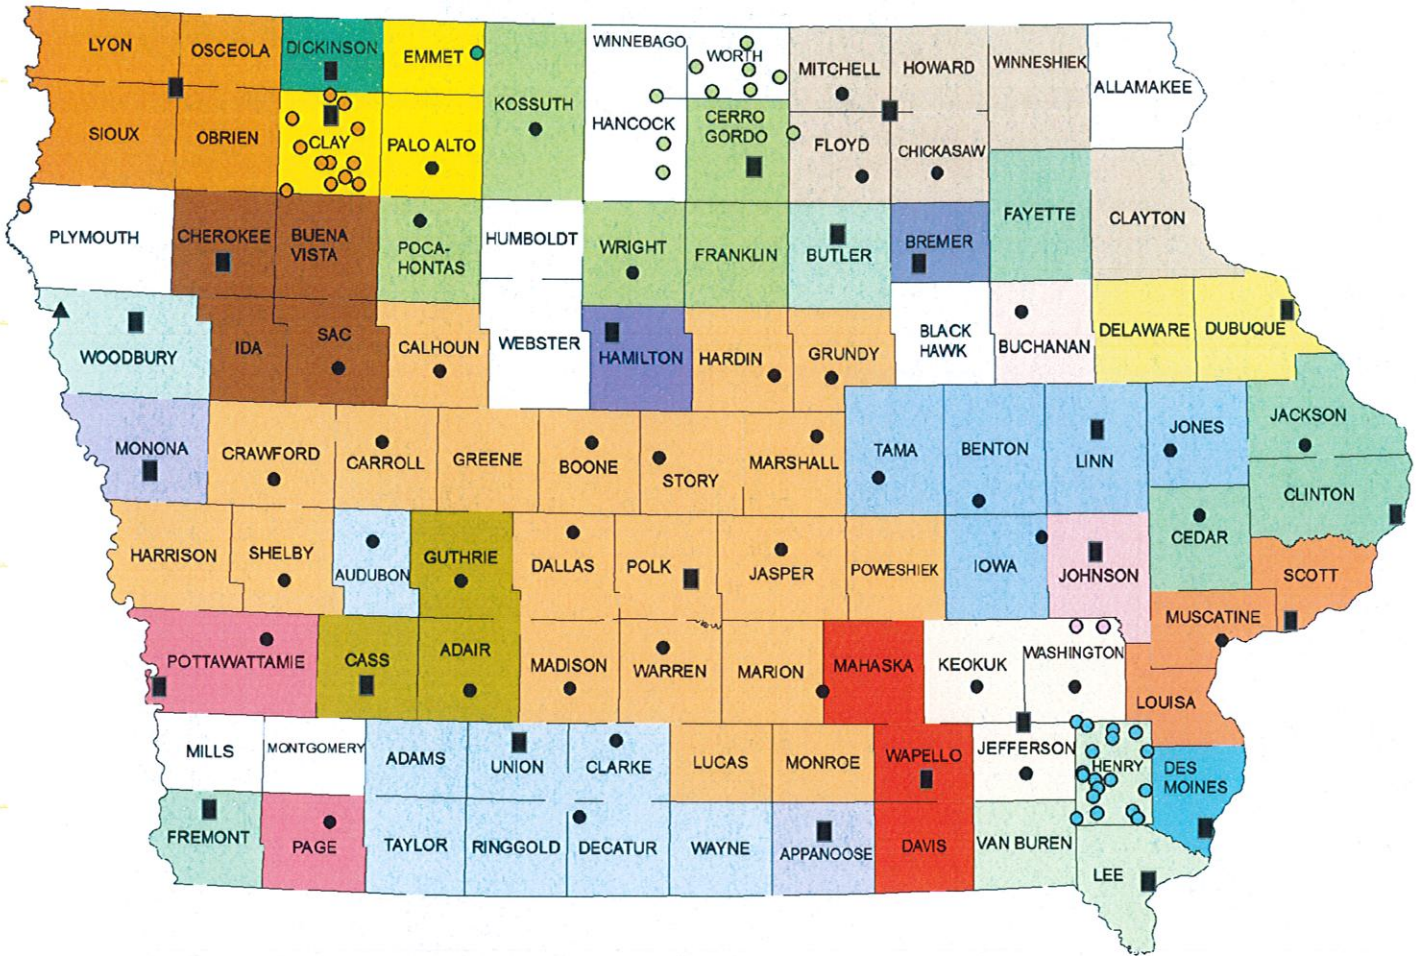 LYON
OSCEOLA
DICKINSON
EMMET
WINNEBAGO
WORTH
MITCHELL
HOWARD
WINNESHIEK
ALLAMAKEE
KOSSUTH
SIOUX
OBRIEN
CLAY
PALO ALTO
HANCOCK
CERRO
GORDO
FLOYD
CHICKASAW
PLYMOUTH
CHEROKEE
BUENA
VISTA
POCA-
HONTAS
HUMBOLDT
WRIGHT
FRANKLIN
BUTLER
BREMER
FAYETTE
CLAYTON
WOODBURY
IDA
SAC
CALHOUN
WEBSTER
HAMILTON
HARDIN
GRUNDY
BLACK
HAWK
BUCHANAN
DELAWARE
DUBUQUE
MONONA
CRAWFORD
CARROLL
GREENE
BOONE
STORY
MARSHALL
TAMA
BENTON
LINN
JONES
JACKSON
CLINTON
HARRISON
SHELBY
AUDUBON
GUTHRIE
DALLAS
POLK
JASPER
POWESHIEK
IOWA
JOHNSON
CEDAR
SCOTT
MUSCATINE
POTTAWATTAMIE
CASS
ADAIR
MADISON
WARREN
MARION
MAHASKA
KEOKUK
WASHINGTON
LOUISA
MILLS
MONTGOMERY
ADAMS
UNION
CLARKE
LUCAS
MONROE
WAPELLO
JEFFERSON
HENRY
DES
MOINES
FREMONT
PAGE
TAYLOR
RINGGOLD
DECATUR
WAYNE
APPANOOSE
DAVIS
VAN BUREN
LEE